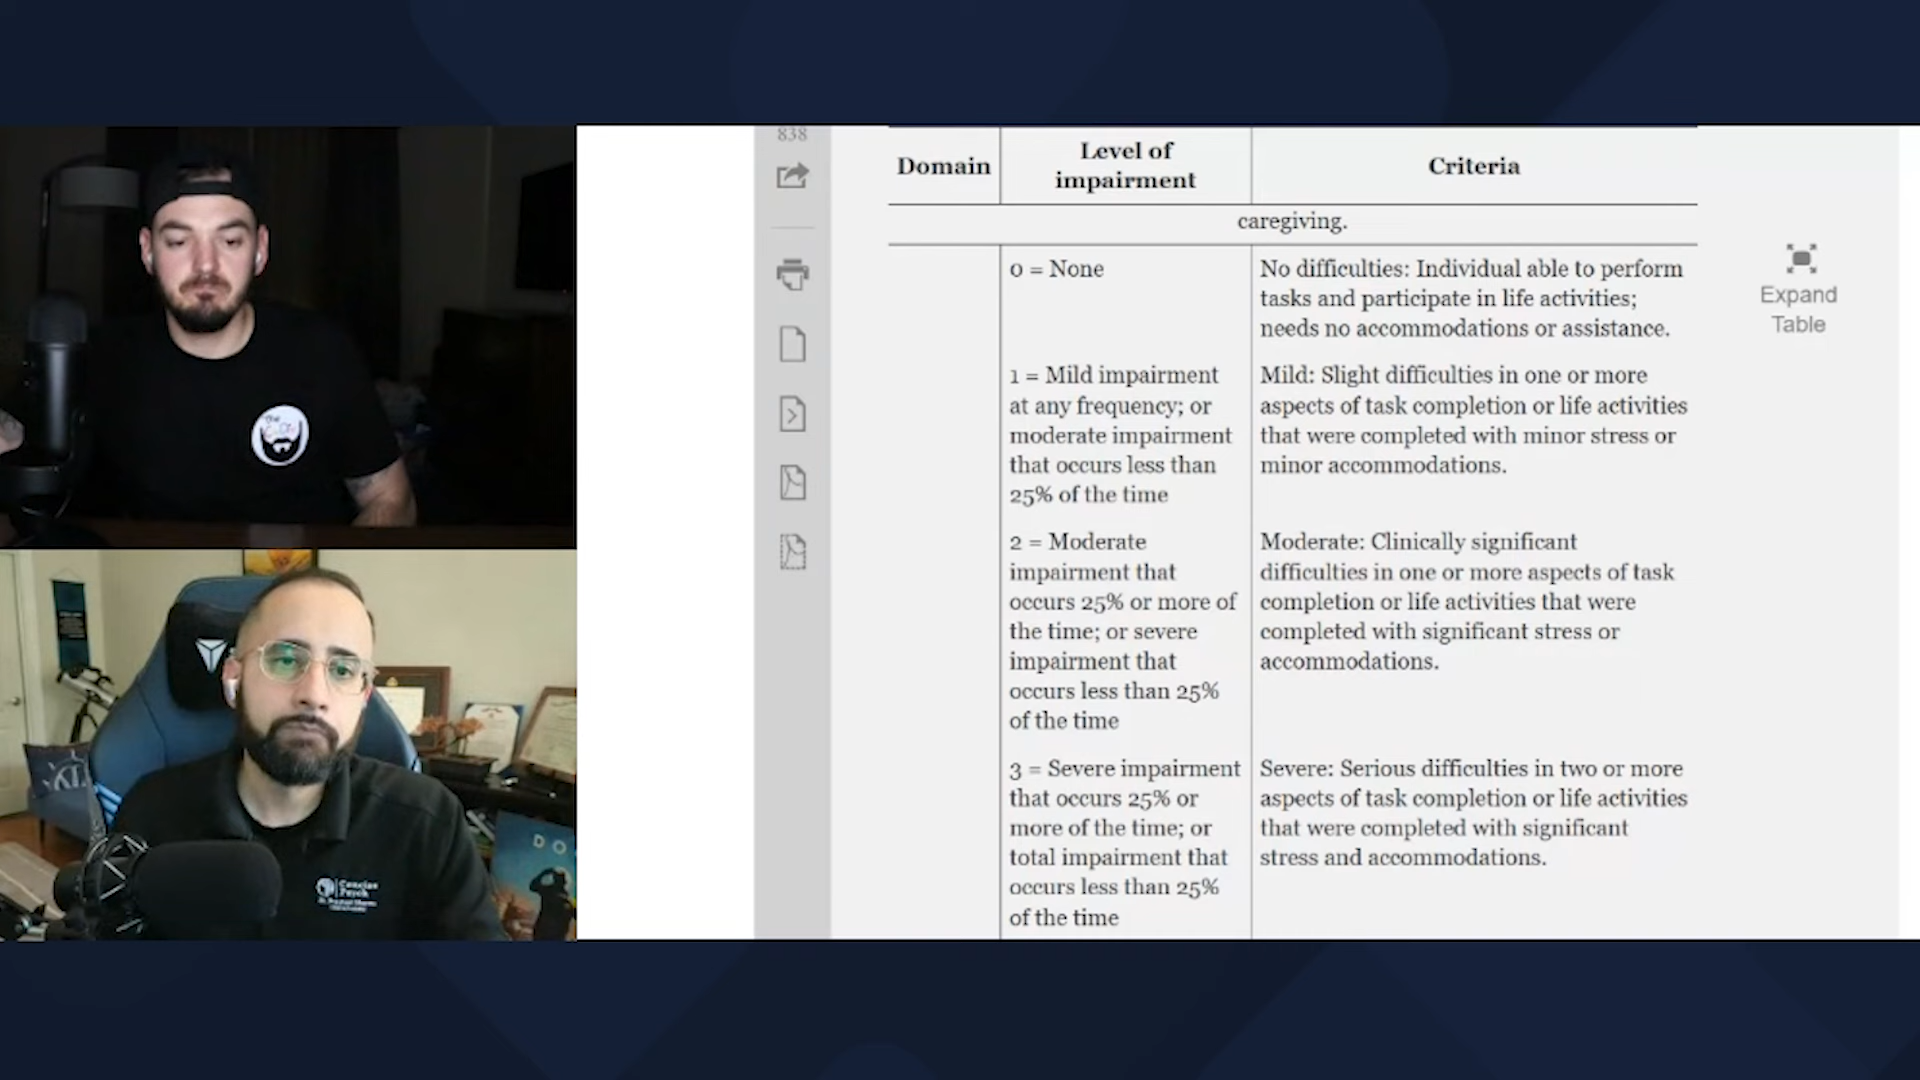 838
Domain
Level of
impairment
Criteria
caregiving.
0 = None
No difficulties: Individual able to perform
tasks and participate in life activities;
needs no accommodations or assistance.
1 = Mild impairment
at any frequency; or
moderate impairment
that occurs less than
25% of the time
Mild: Slight difficulties in one or more
aspects of task completion or life activities
that were completed with minor stress or
minor accommodations.
2 = Moderate
impairment that
occurs 25% or more of
the time; or severe
impairment that
occurs less than 25%
of the time
Moderate: Clinically significant
difficulties in one or more aspects of task
completion or life activities that were
completed with significant stress or
accommodations.
3 = Severe impairment
that occurs 25% or
more of the time; or
total impairment that
occurs less than 25%
of the time
Severe: Serious difficulties in two or more
aspects of task completion or life activities
that were completed with significant
stress and accommodations.
Expand
Table
The
DO